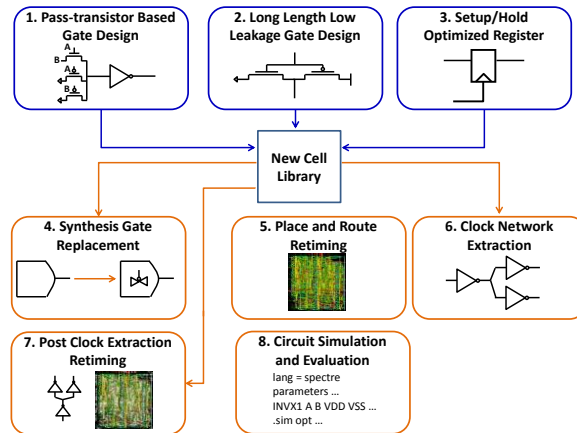 1. Pass-transistor Based
Gate Design
A
B
A
B
2. Long Length Low
Leakage Gate Design
3. Setup/Hold
Optimized Register
New Cell
Library
4. Synthesis Gate
Replacement
5. Place and Route
Retiming
6. Clock Network
Extraction
7. Post Clock Extraction
Retiming
8. Circuit Simulation
and Evaluation
lang = spectre
parameters ...
INVX1 A B VDD VSS ...
.sim opt ...